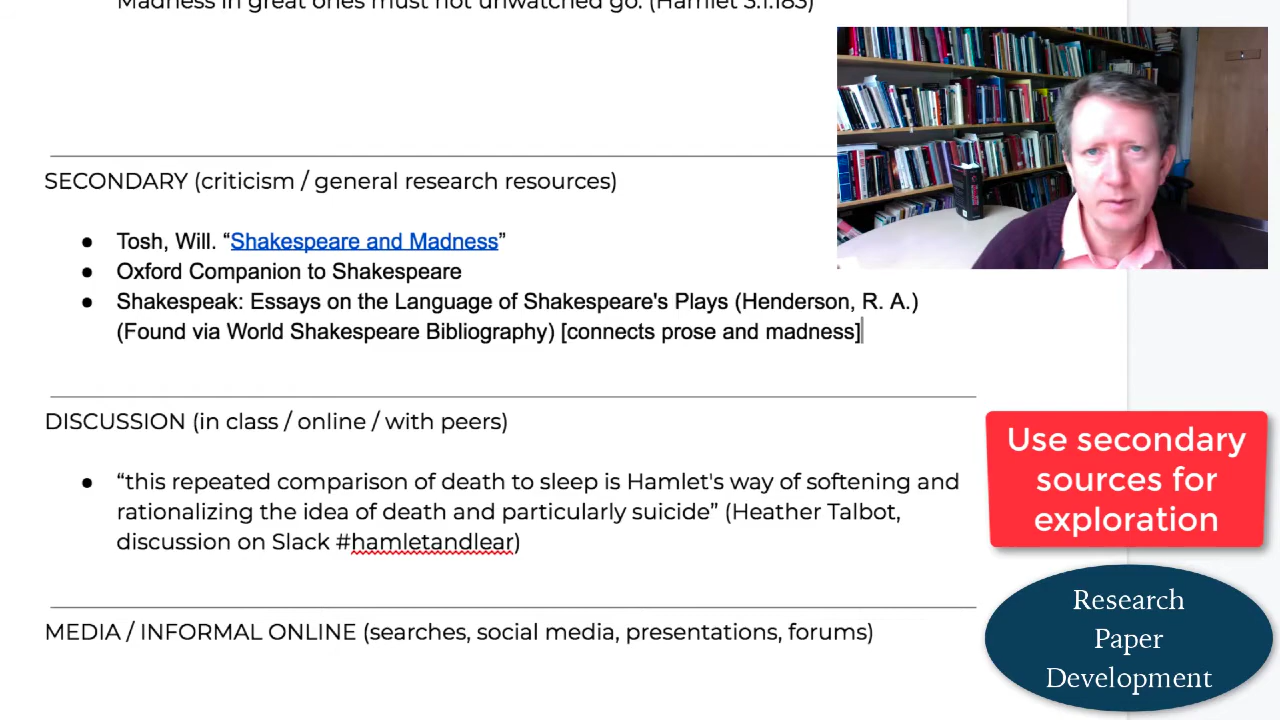 Madness in great ones must not unwatched go. (Hamlet 3.1.183)
SECONDARY (criticism / general research resources)
● Tosh, Will. “Shakespeare and Madness”
● Oxford Companion to Shakespeare
● Shakespeak: Essays on the Language of Shakespeare's Plays (Henderson, R. A.)
(Found via World Shakespeare Bibliography) [connects prose and madness]
DISCUSSION (in class / online / with peers)
● “this repeated comparison of death to sleep is Hamlet's way of softening and
rationalizing the idea of death and particularly suicide” (Heather Talbot,
discussion on Slack #hamletandlear)
MEDIA / INFORMAL ONLINE (searches, social media, presentations, forums)
Use secondary
sources for
exploration
Research
Paper
Development